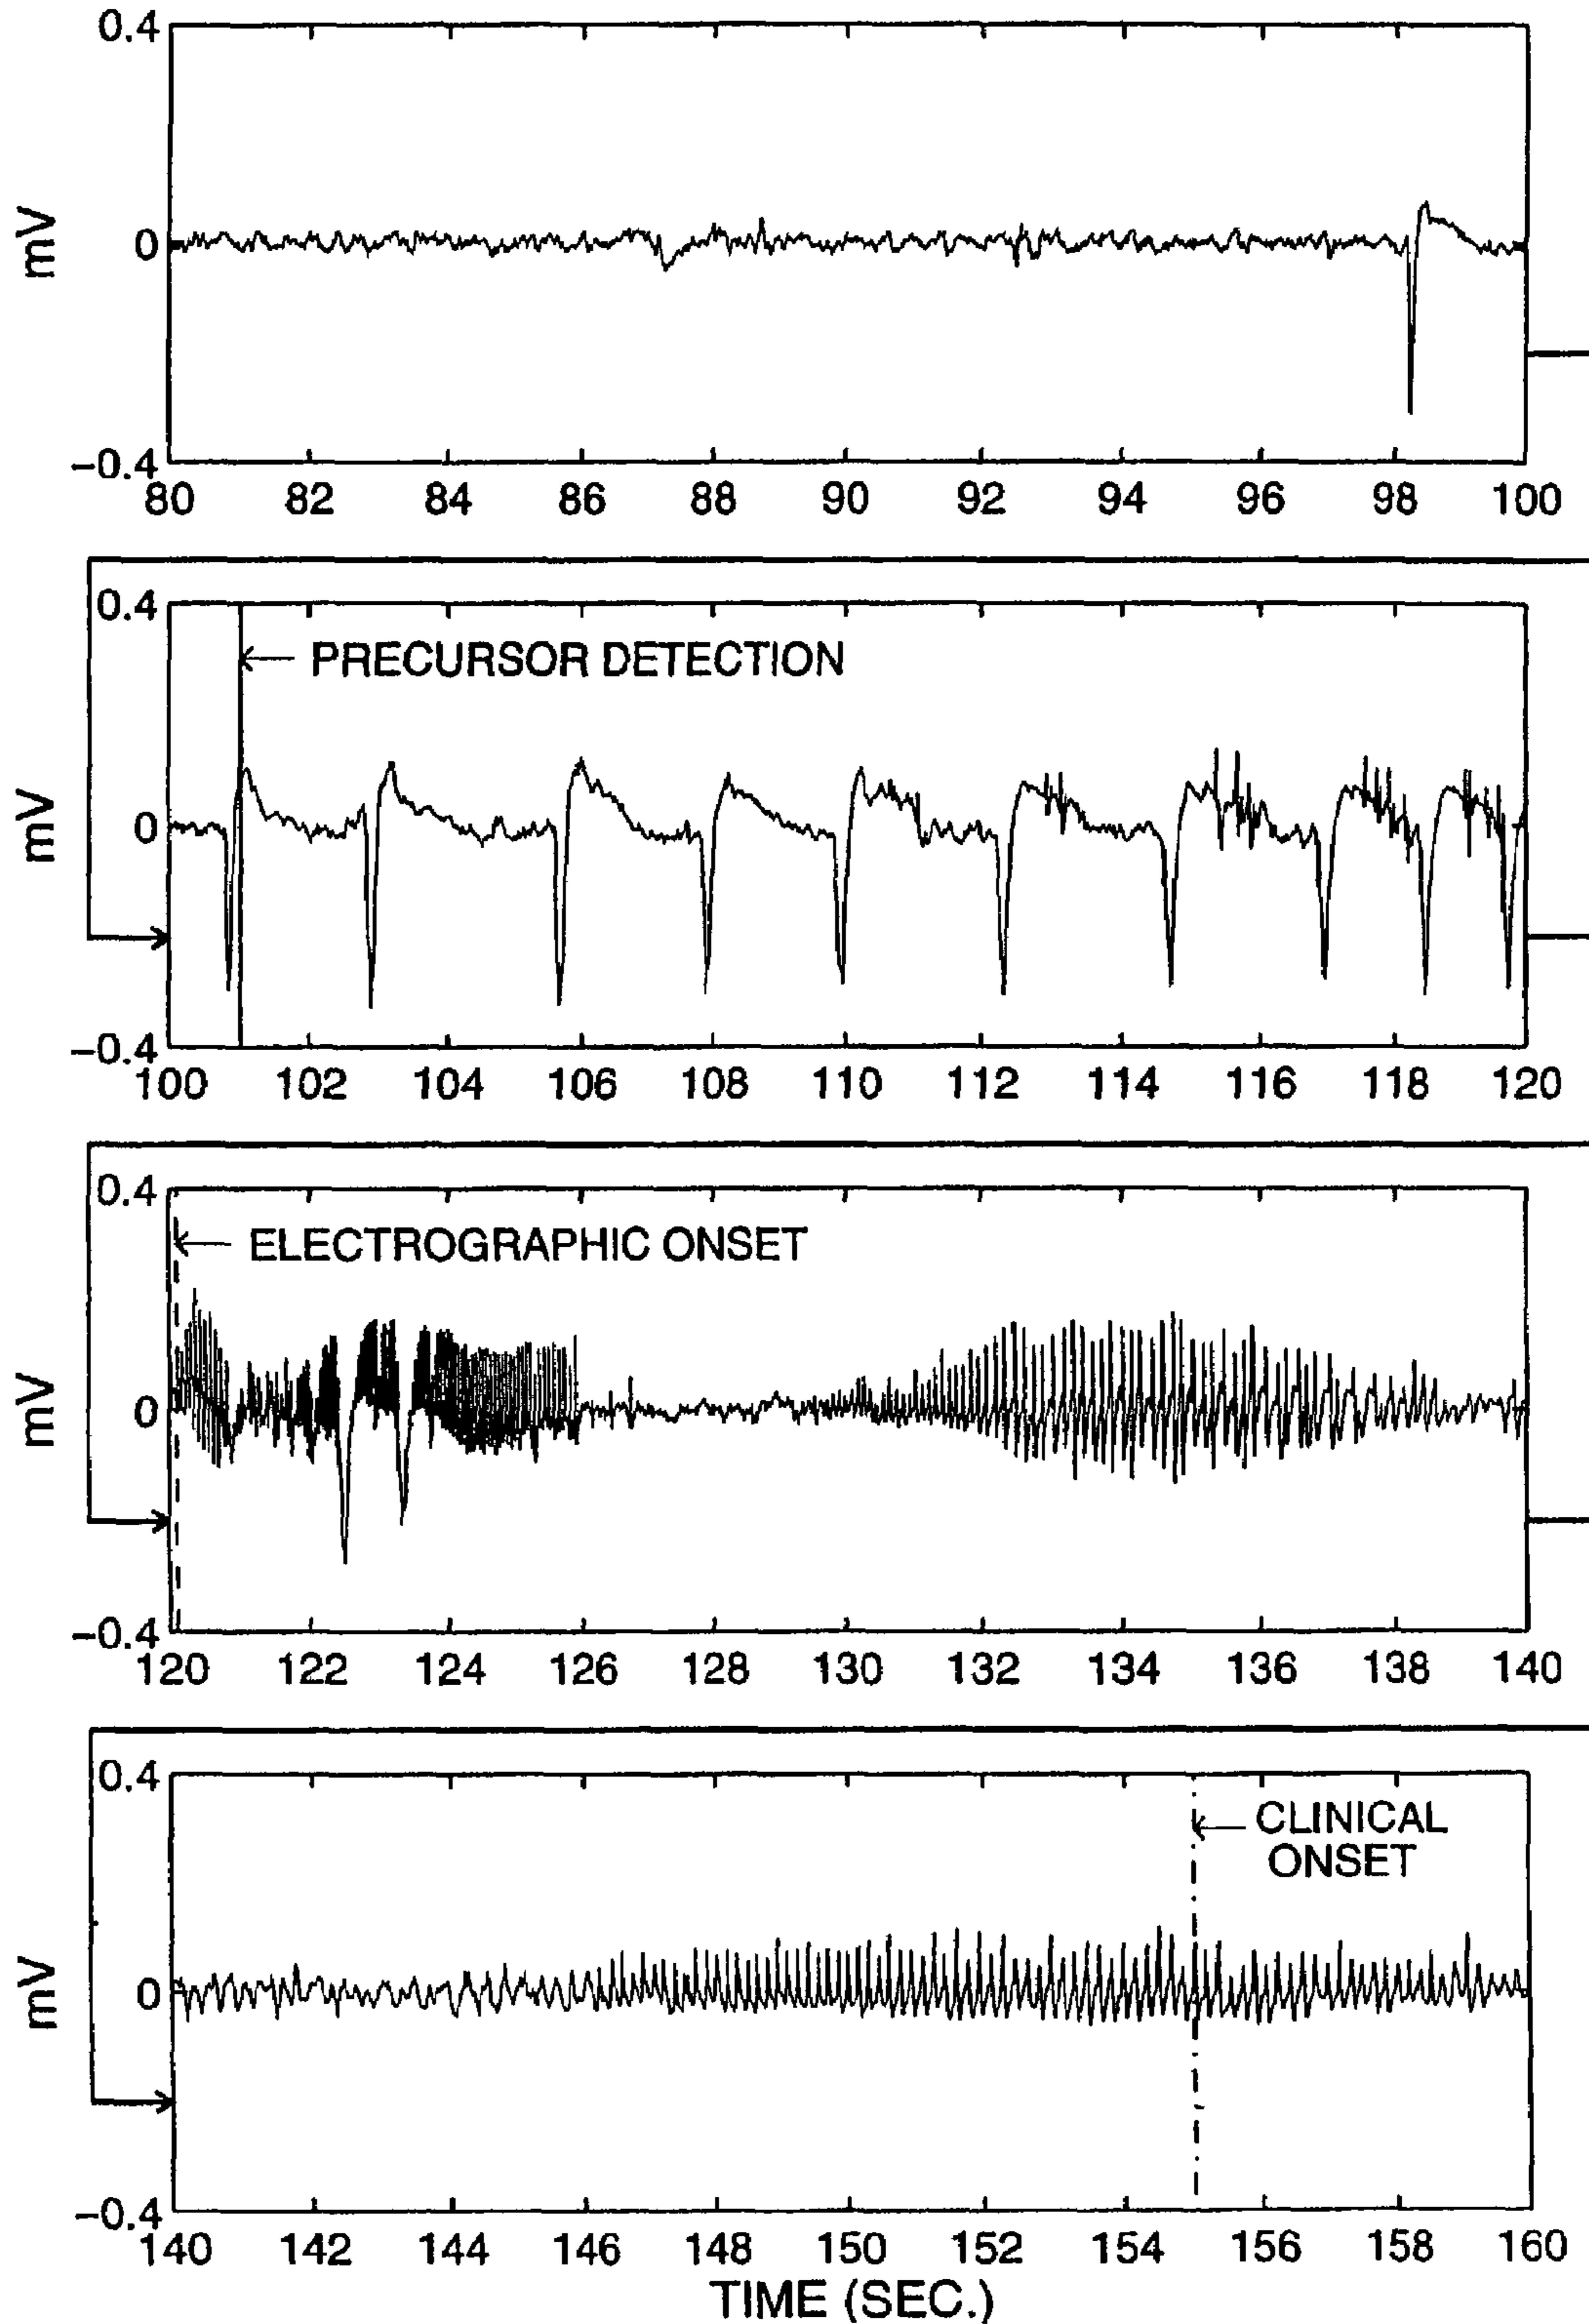 0.4
mV
0
−0.4
80 82 84 86 88 90 92 94 96 98 100
0.4
PRECURSOR DETECTION
mV
0
−0.4
100 102 104 106 108 110 112 114 116 118 120
0.4
ELECTROGRAPHIC ONSET
mV
0
−0.4
120 122 124 126 128 130 132 134 136 138 140
0.4
CLINICAL
ONSET
mV
0
−0.4
140 142 144 146 148 150 152 154 156 158 160
TIME (SEC.)